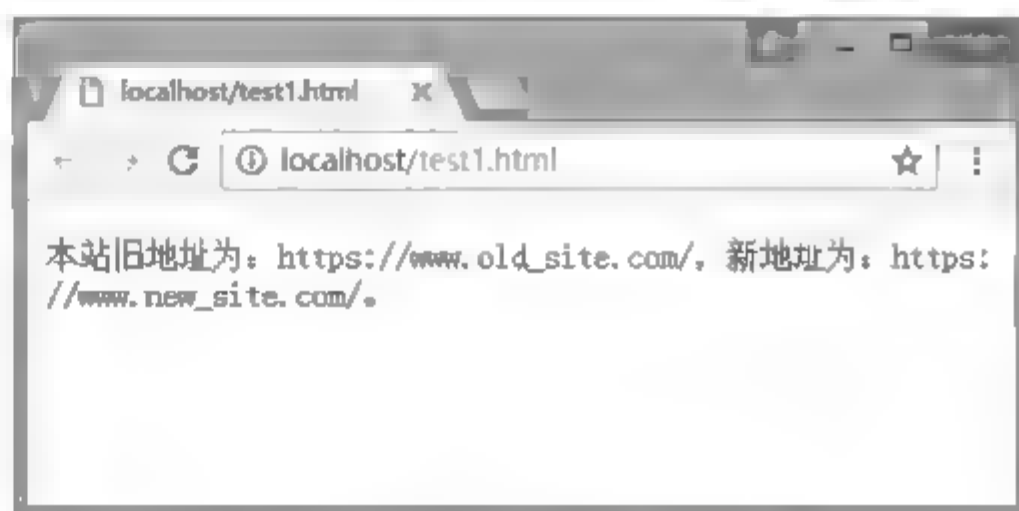 localhost/test1.html
localhost/test1.html
本站旧地址为：https://www.old_site.com/，新地址为：https:
//www.new_site.com/。